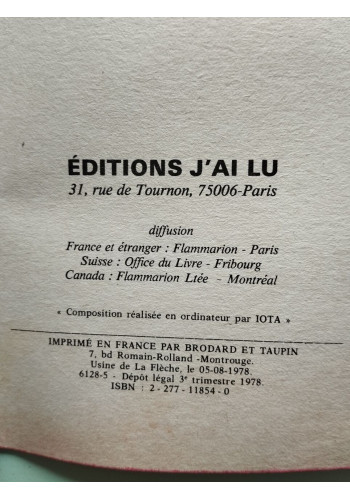 ÉDITIONS J'AI LU
31, rue de Tournon, 75006-Paris
diffusion
France et étranger : Flammarion - Paris
Suisse : Office du Livre - Fribourg
Canada : Flammarion Ltée - Montréal
« Composition réalisée en ordinateur par IOTA »
IMPRIMÉ EN FRANCE PAR BRODARD ET TAUPIN
7, bd Romain-Rolland -Montrouge.
Usine de La Flèche, le 05-08-1978.
6128-5 - Dépôt légal 3e trimestre 1978.
ISBN : 2 - 277 - 11854 - 0